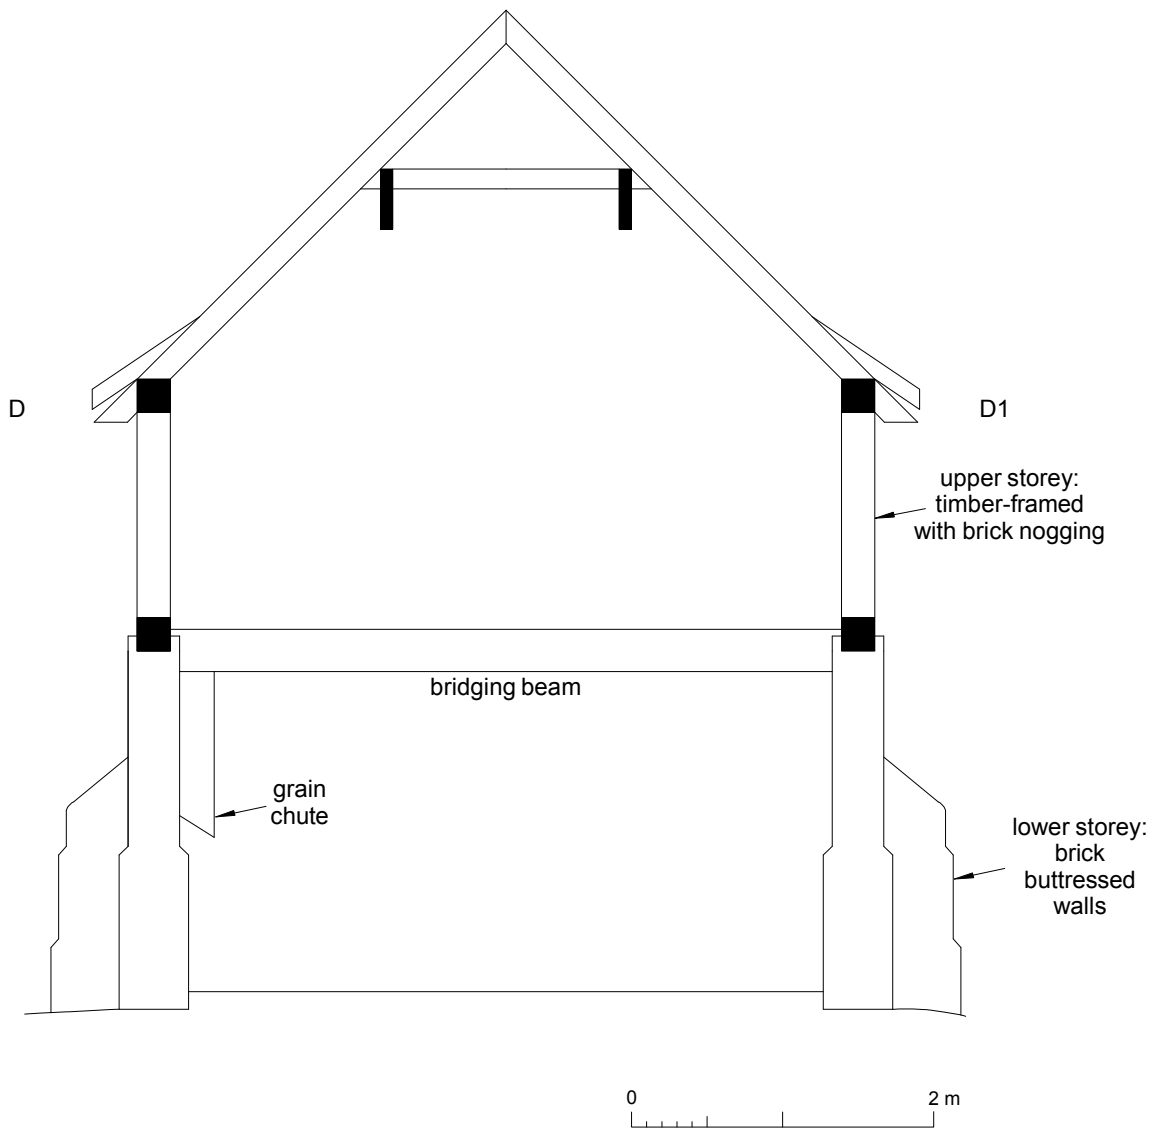 D
D1
upper storey:
timber-framed
with brick nogging
bridging beam
grain
chute
lower storey:
brick
buttressed
walls
0
2 m